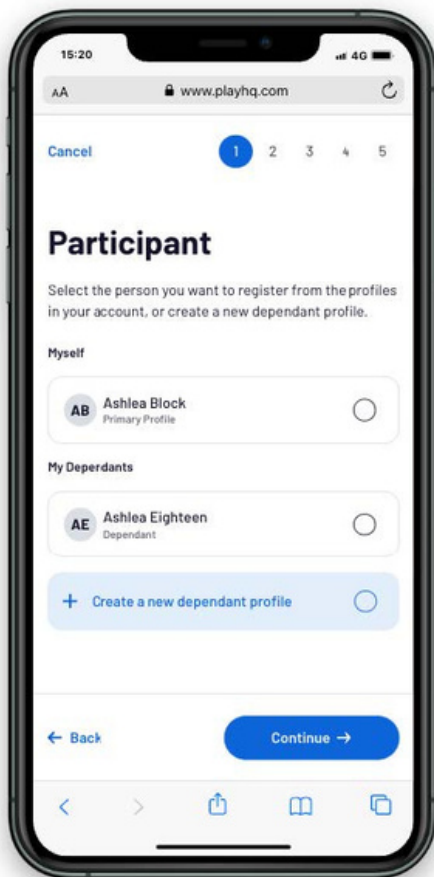 15:20
4G
AA
www.playhq.com
Cancel
1 2 3 4 5
Participant
Select the person you want to register from the profiles
in your account, or create a new dependant profile.
Myself
AB
Ashlea Block
Primary Profile
My Deperdants
AE
Ashlea Eighteen
Dependant
+ Create a new dependant profile
← Back
Continue →